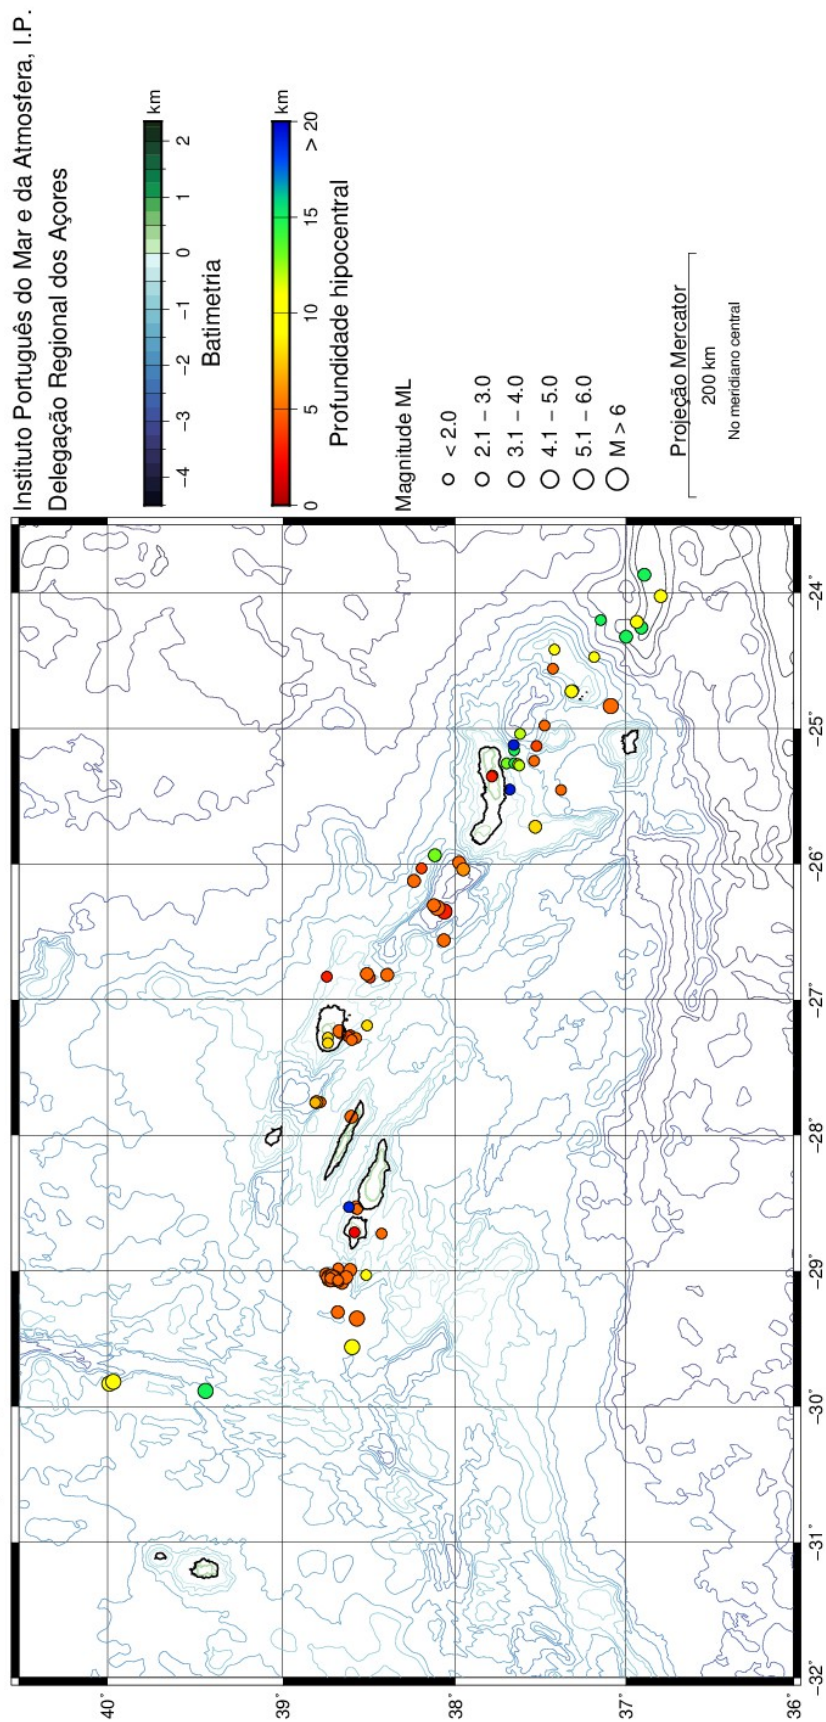 Instituto Português do Mar e da Atmosfera, I.P.
Delegação Regional dos Açores
km
−4 −3 −2 −1 0 1 2
Batimetria
km
0 5 10 15 > 20
Profundidade hipocentral
Magnitude ML
< 2.0
2.1 − 3.0
3.1 − 4.0
4.1 − 5.0
5.1 − 6.0
M > 6
Projeção Mercator
200 km
No meridiano central
40˚
39˚
38˚
37˚
36˚
−32˚ −31˚ −30˚ −29˚ −28˚ −27˚ −26˚ −25˚ −24˚